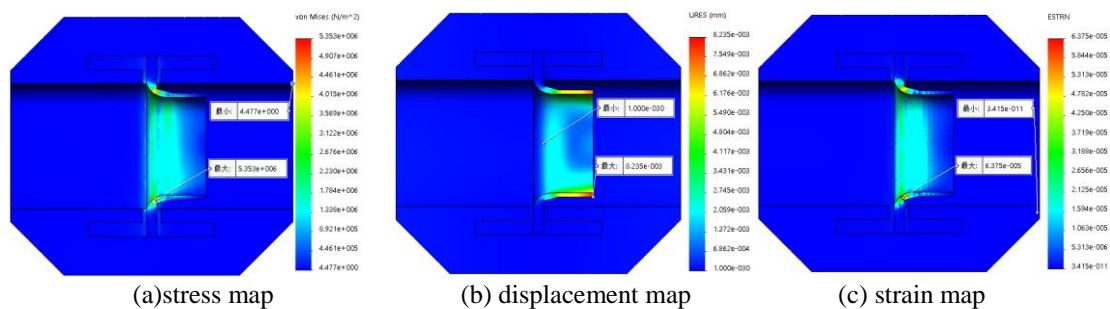 von Mises (N/m^2)
5.353e+006
4.907e+006
4.461e+006
4.015e+006
3.569e+006
3.122e+006
2.676e+006
2.230e+006
1.784e+006
1.338e+006
8.921e+005
4.461e+005
4.477e+000
最小: 4.477e+000
最大: 5.353e+006
(a)stress map
URES (mm)
8.235e-003
7.549e-003
6.862e-003
6.176e-003
5.490e-003
4.804e-003
4.117e-003
3.431e-003
2.745e-003
2.059e-003
1.372e-003
6.862e-004
1.000e-030
最小: 1.000e-030
最大: 8.235e-003
(b) displacement map
ESTRN
6.375e-005
5.844e-005
5.313e-005
4.782e-005
4.250e-005
3.719e-005
3.188e-005
2.656e-005
2.125e-005
1.594e-005
1.063e-005
5.313e-006
3.415e-011
最小: 3.415e-011
最大: 6.375e-005
(c) strain map